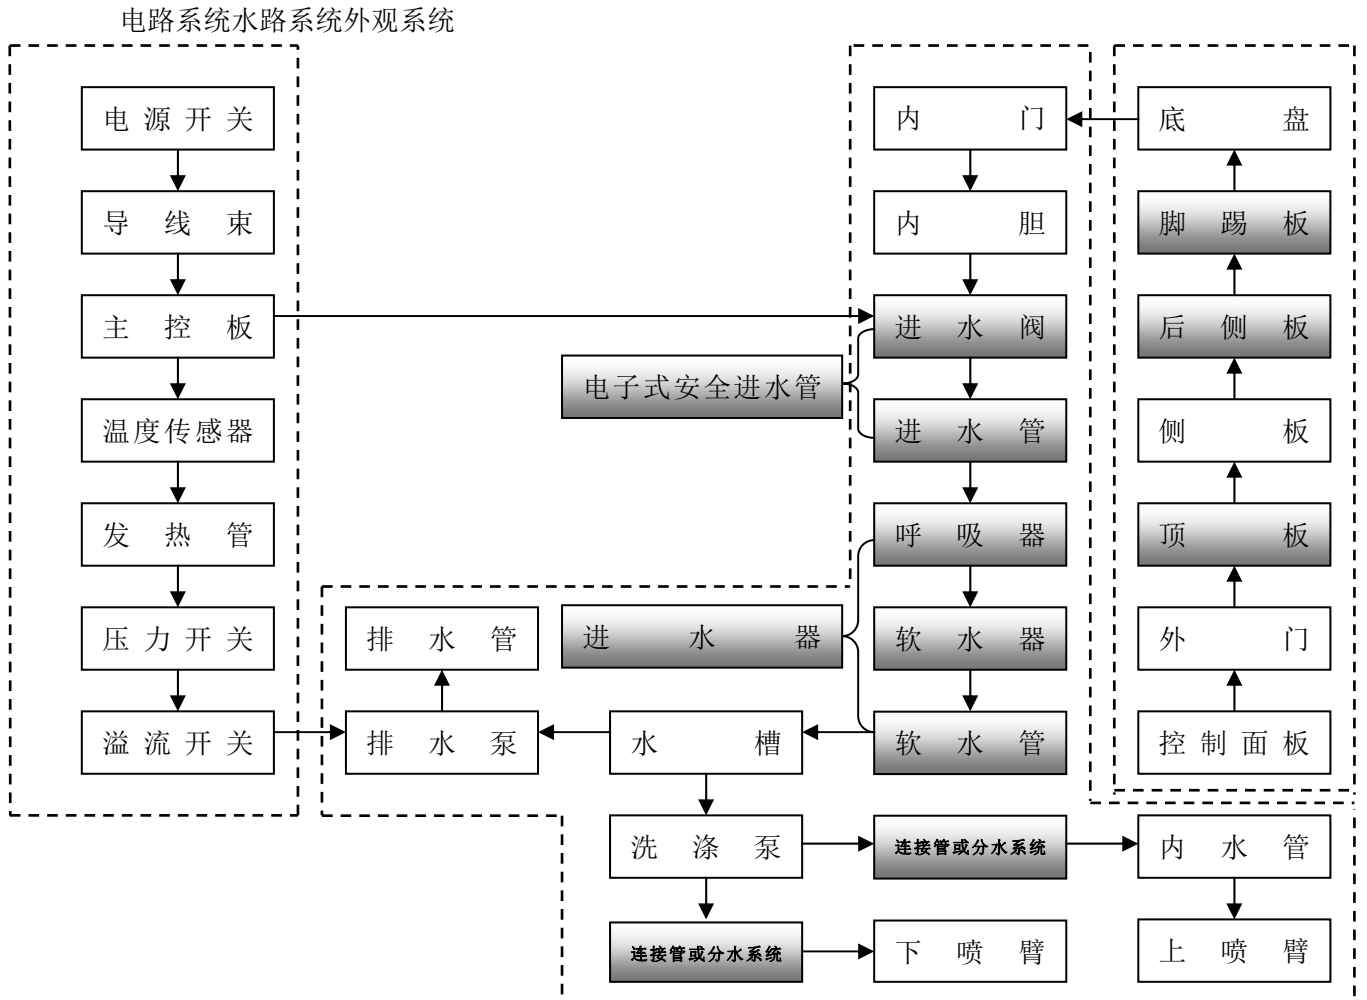 电路系统水路系统外观系统
电源开关
内门
底盘
导线束
内胆
脚踢板
主控板
进水阀
后侧板
电子式安全进水管
温度传感器
进水管
侧板
发热管
呼吸器
顶板
压力开关
排水管
进水器
软水器
外门
溢流开关
排水泵
水槽
软水管
控制面板
洗涤泵
连接管或分水系统
内水管
连接管或分水系统
下喷臂
上喷臂